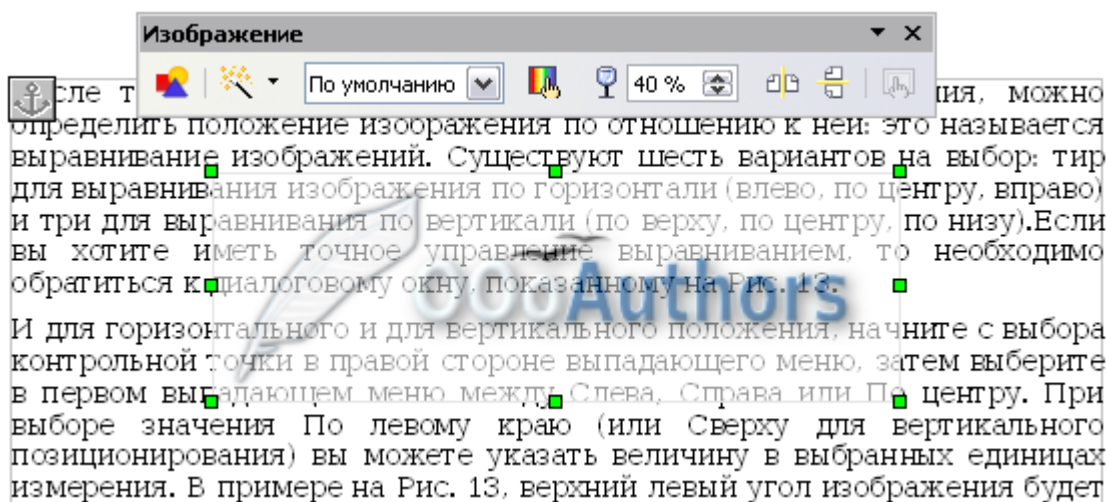 Изображение
По умолчанию 40 %
сле т ия, можно
определить положение изображения по отношению к ней: это называется
выравнивание изображений. Существуют шесть вариантов на выбор: тир
для выравнивания изображения по горизонтали (влево, по центру, вправо)
и три для выравнивания по вертикали (по верху, по центру, по низу).Если
вы хотите иметь точное управление выравниванием, то необходимо
обратиться к диалоговому окну, показанному на Рис. 13.
OOoAuthors
И для горизонтального и для вертикального положения, начните с выбора
контрольной точки в правой стороне выпадающего меню, затем выберите
в первом выпадающем меню между Слева, Справа или По центру. При
выборе значения По левому краю (или Сверху для вертикального
позиционирования) вы можете указать величину в выбранных единицах
измерения. В примере на Рис. 13, верхний левый угол изображения будет